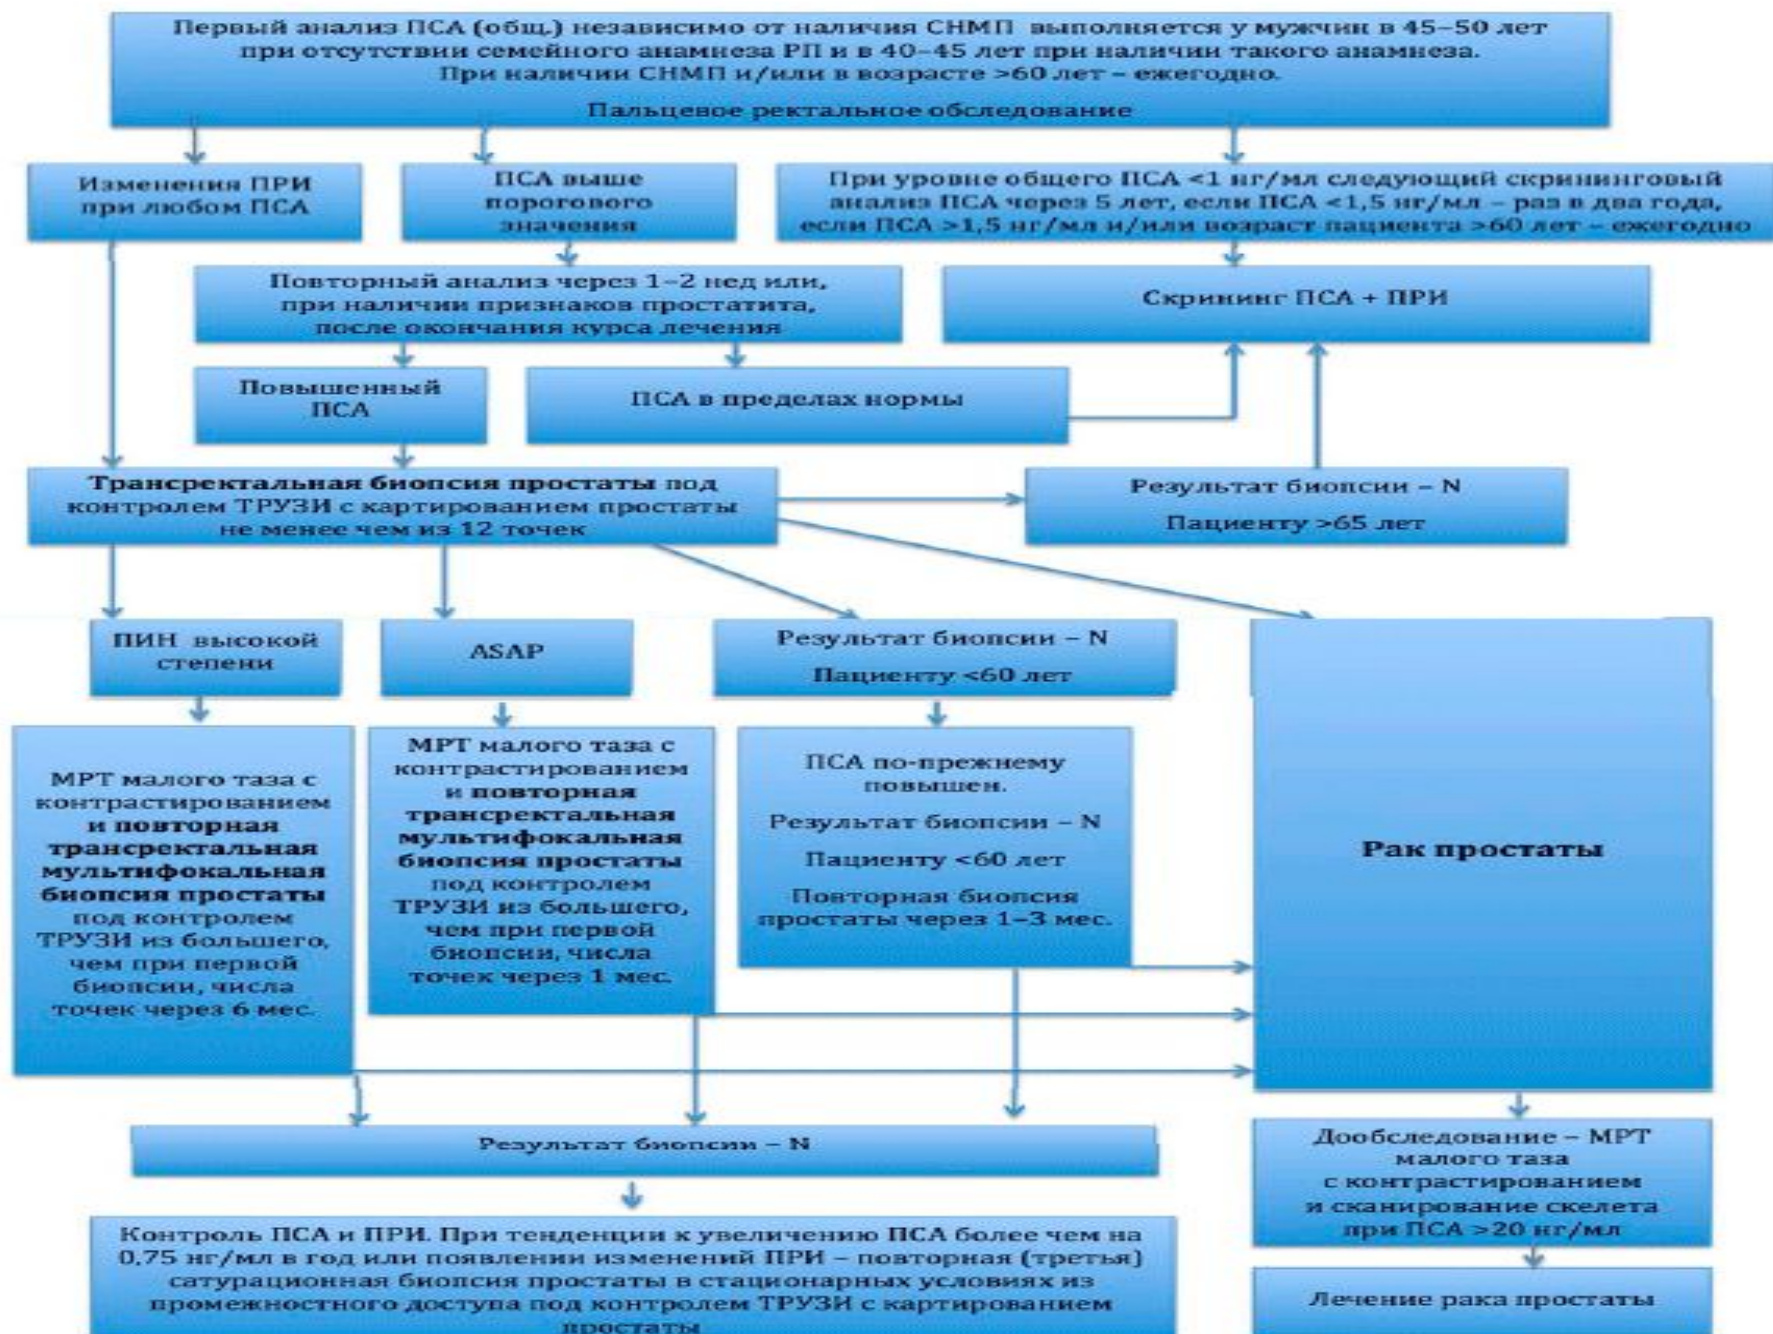 Первый анализ ПСА (общ.) независимо от наличия СНМП выполняется у мужчин в 45–50 лет
при отсутствии семейного анамнеза РП и в 40–45 лет при наличии такого анамнеза.
При наличии СНМП и/или в возрасте >60 лет – ежегодно.
Пальцевое ректальное обследование
Изменения ПРИ
при любом ПСА
ПСА выше
порогового
значения
При уровне общего ПСА <1 нг/мл следующий скрининговый
анализ ПСА через 5 лет, если ПСА <1,5 нг/мл – раз в два года,
если ПСА >1,5 нг/мл и/или возраст пациента >60 лет – ежегодно
Повторный анализ через 1–2 нед или,
при наличии признаков простатита,
после окончания курса лечения
Скрининг ПСА + ПРИ
Повышенный
ПСА
ПСА в пределах нормы
Трансректальная биопсия простаты под
контролем ТРУЗИ с картированием простаты
не менее чем из 12 точек
Результат биопсии – N
Пациенту >65 лет
ПИН высокой
степени
ASAP
Результат биопсии – N
Пациенту <60 лет
МРТ малого таза с
контрастированием
и повторная
трансректальная
мультифокальная
биопсия простаты
под контролем
ТРУЗИ из большего,
чем при первой
биопсии, числа
точек через 6 мес.
МРТ малого таза с
контрастированием
и повторная
трансректальная
мультифокальная
биопсия простаты
под контролем
ТРУЗИ из большего,
чем при первой
биопсии, числа
точек через 1 мес.
ПСА по-прежнему
повышен.
Результат биопсии – N
Пациенту <60 лет
Повторная биопсия
простаты через 1–3 мес.
Рак простаты
Результат биопсии – N
Дообследование – МРТ
малого таза
с контрастированием
и сканирование скелета
при ПСА >20 нг/мл
Контроль ПСА и ПРИ. При тенденции к увеличению ПСА более чем на
0,75 нг/мл в год или появлении изменений ПРИ – повторная (третья)
сатурационная биопсия простаты в стационарных условиях из
промежностного доступа под контролем ТРУЗИ с картированием
простаты
Лечение рака простаты